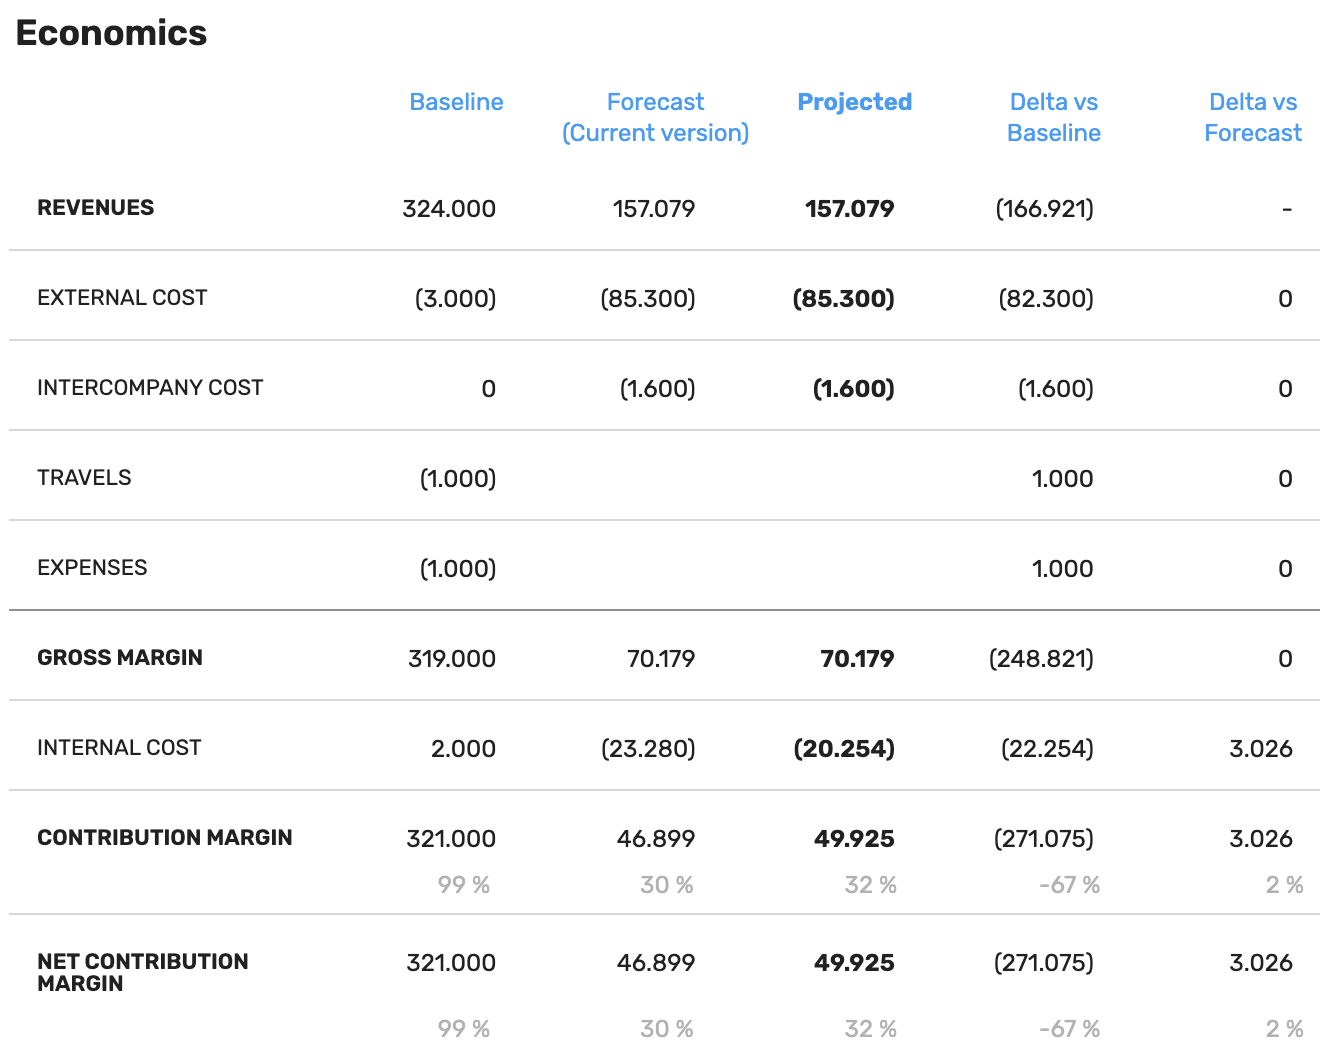 Economics
Baseline Forecast Projected Delta vs Delta vs
(Current version) Baseline Forecast
REVENUES 324.000 157.079 157.079 (166.921) -
EXTERNAL COST (3.000) (85.300) (85.300) (82.300) 0
INTERCOMPANY COST 0 (1.600) (1.600) (1.600) 0
TRAVELS (1.000) 1.000 0
EXPENSES (1.000) 1.000 0
GROSS MARGIN 319.000 70.179 70.179 (248.821) 0
INTERNAL COST 2.000 (23.280) (20.254) (22.254) 3.026
CONTRIBUTION MARGIN 321.000 46.899 49.925 (271.075) 3.026
99 % 30 % 32 % -67 % 2 %
NET CONTRIBUTION 321.000 46.899 49.925 (271.075) 3.026
MARGIN
99 % 30 % 32 % -67 % 2 %